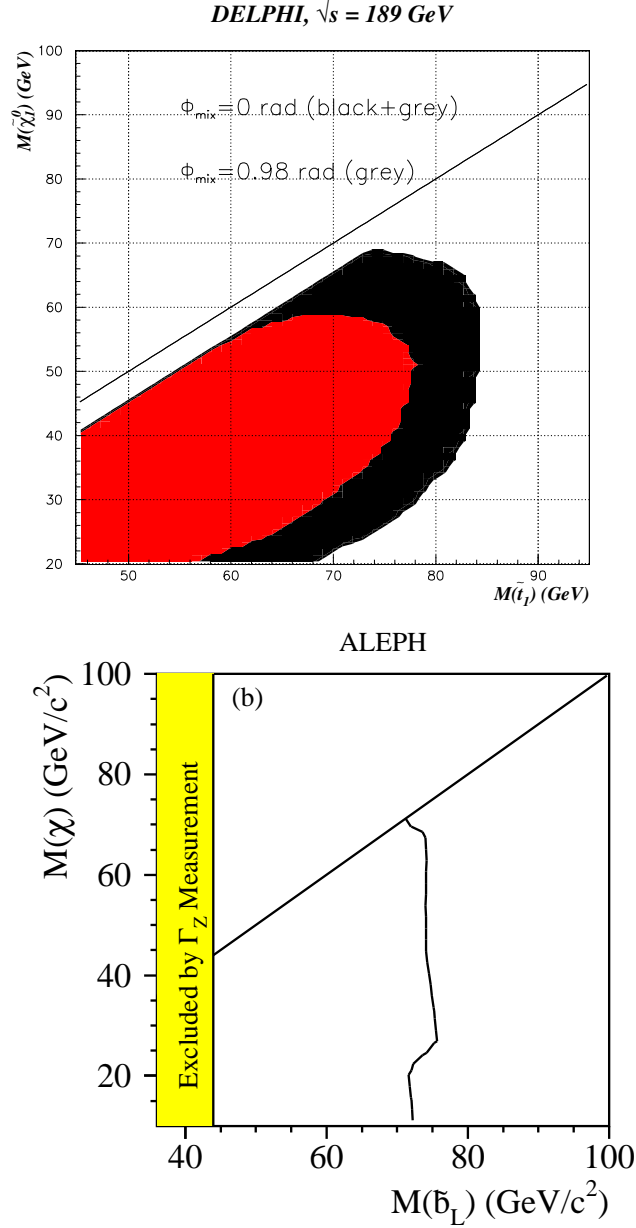 DELPHI, √s = 189 GeV
M(χ̃₁⁰) (GeV)
100
90
80
70
60
50
40
30
20
Φmix=0 rad (black+grey)
Φmix=0.98 rad (grey)
50
60
70
80
90
M(t̃₁) (GeV)
ALEPH
M(χ) (GeV/c²)
100
80
60
40
20
(b)
Excluded by Γ_Z Measurement
40
60
80
100
M(b̃_L) (GeV/c²)